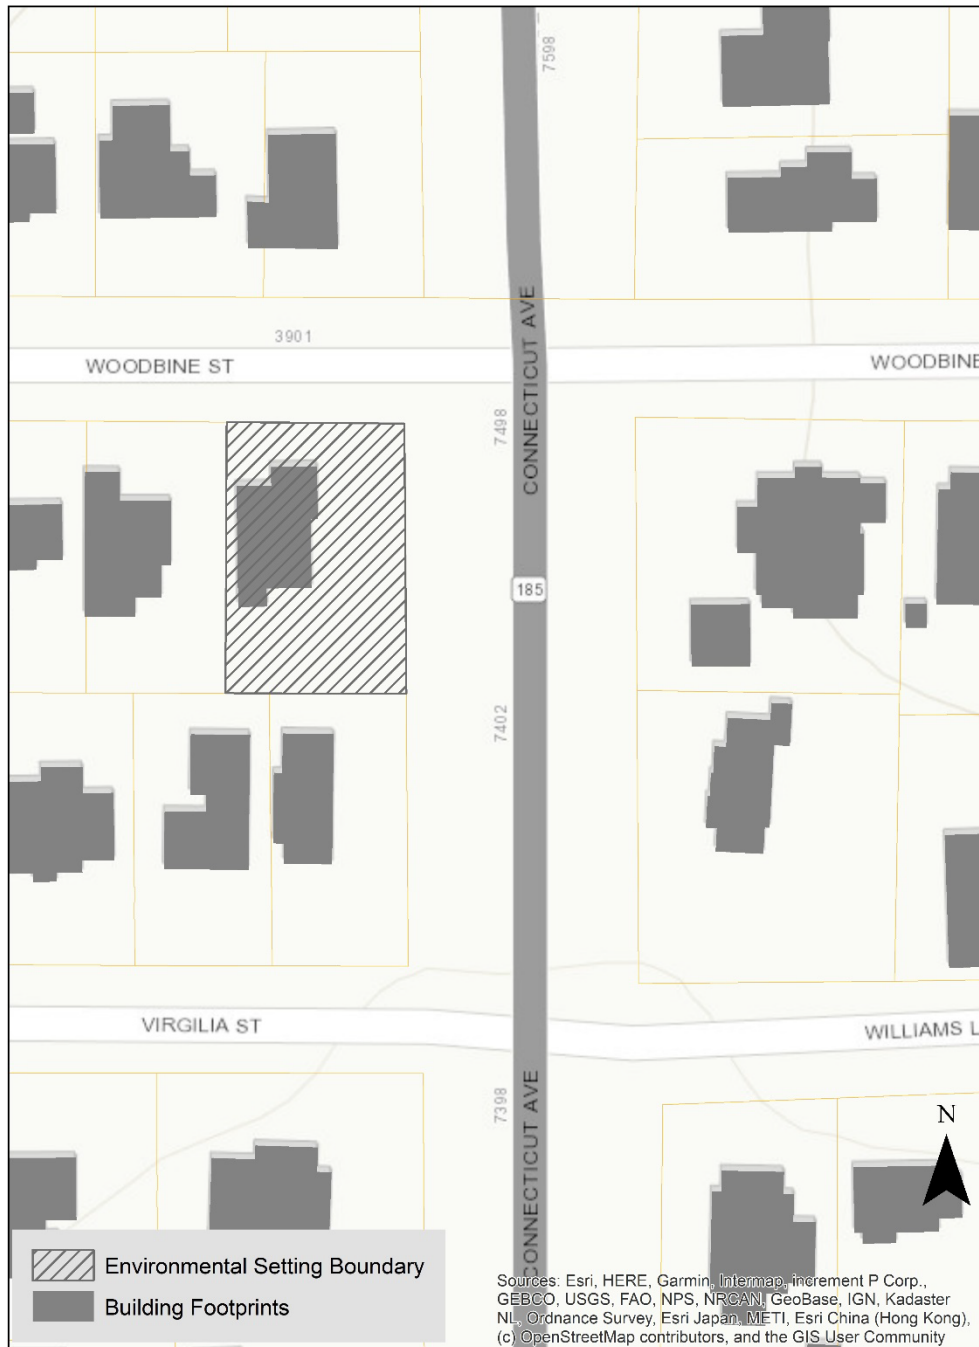 7598
3901
WOODBINE ST
WOODBINE
CONNECTICUT AVE
7498
185
7402
VIRGILIA ST
WILLIAMS L
7398
CONNECTICUT AVE
N
Environmental Setting Boundary
Building Footprints
Sources: Esri, HERE, Garmin, Intermap, increment P Corp.,
GEBCO, USGS, FAO, NPS, NRCAN, GeoBase, IGN, Kadaster
NL, Ordnance Survey, Esri Japan, METI, Esri China (Hong Kong),
(c) OpenStreetMap contributors, and the GIS User Community